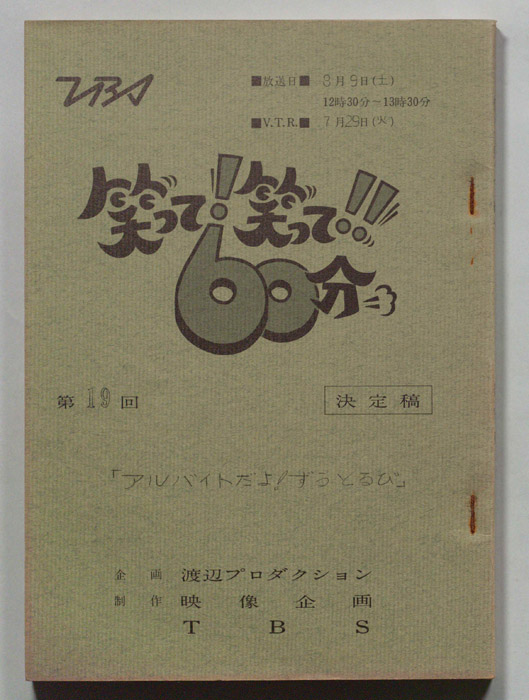 TBS
■放送日■ 8月9日(土)
12時30分~13時30分
■V.T.R.■ 7月29日(火)
笑って!笑って!!
60分
第19回
決定稿
「アルバイトだよ!ずうとるび」
企画 渡辺プロダクション
制作 映像企画
TBS